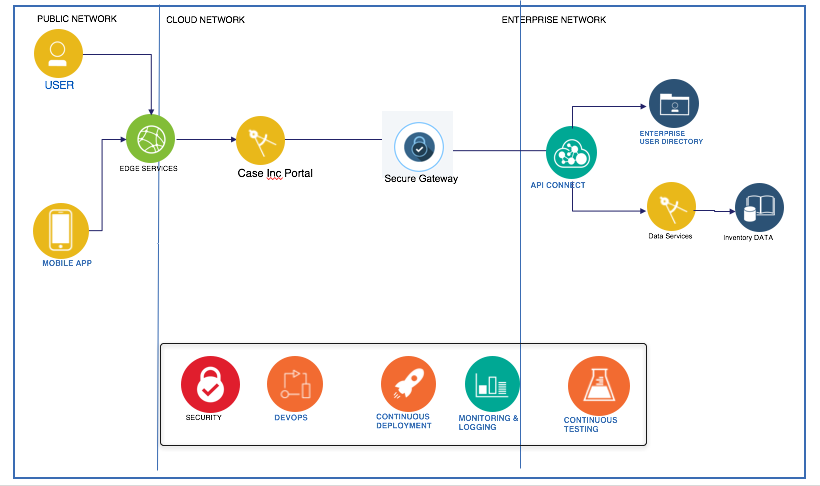 PUBLIC NETWORK
CLOUD NETWORK
ENTERPRISE NETWORK
USER
EDGE SERVICES
Case Inc Portal
Secure Gateway
API CONNECT
ENTERPRISE
USER DIRECTORY
Data Services
Inventory DATA
MOBILE APP
SECURITY
DEVOPS
CONTINUOUS
DEPLOYMENT
MONITORING &
LOGGING
CONTINUOUS
TESTING